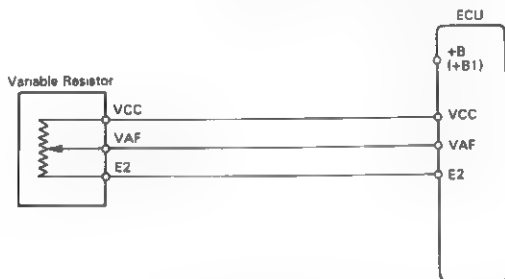 ECU
+B
(+B1)
Variable Resistor
VCC
VCC
VAF
VAF
E2
E2